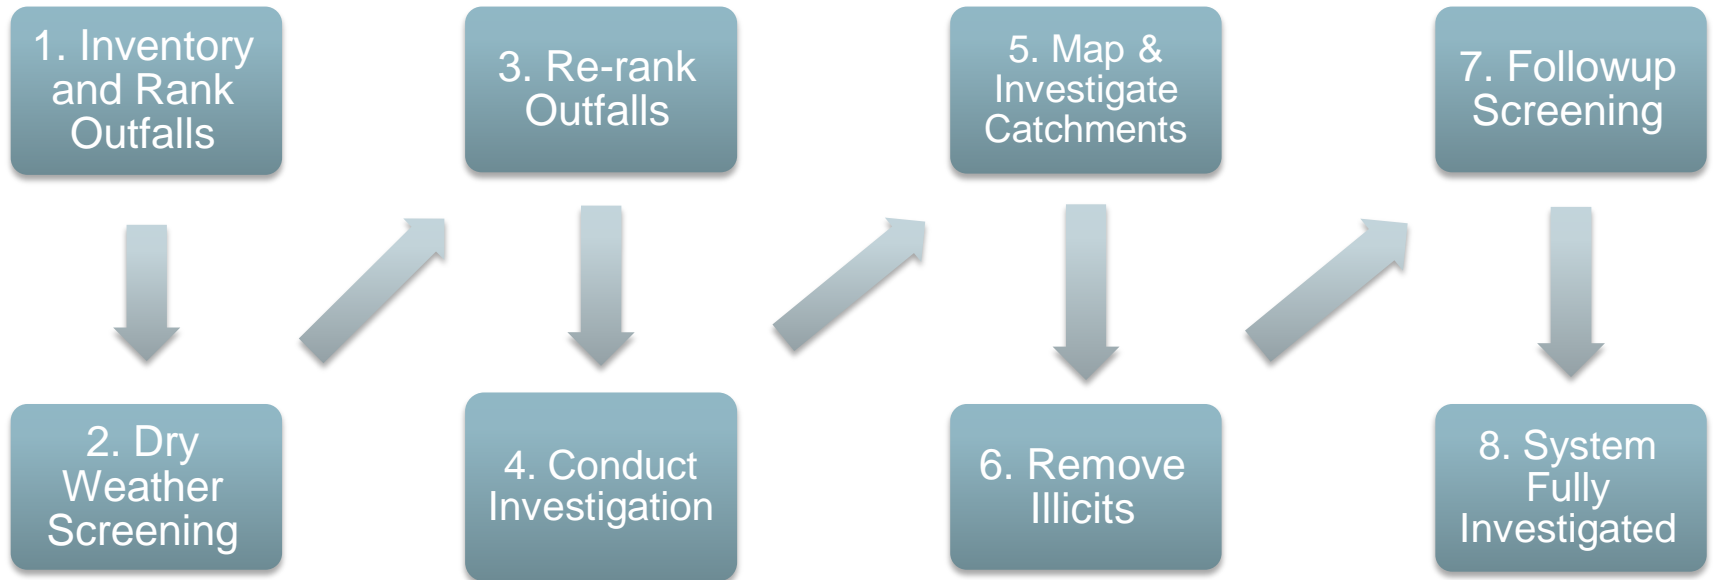 1. Inventory
and Rank
Outfalls
2. Dry
Weather
Screening
3. Re-rank
Outfalls
4. Conduct
Investigation
5. Map &
Investigate
Catchments
6. Remove
Illicits
7. Followup
Screening
8. System
Fully
Investigated